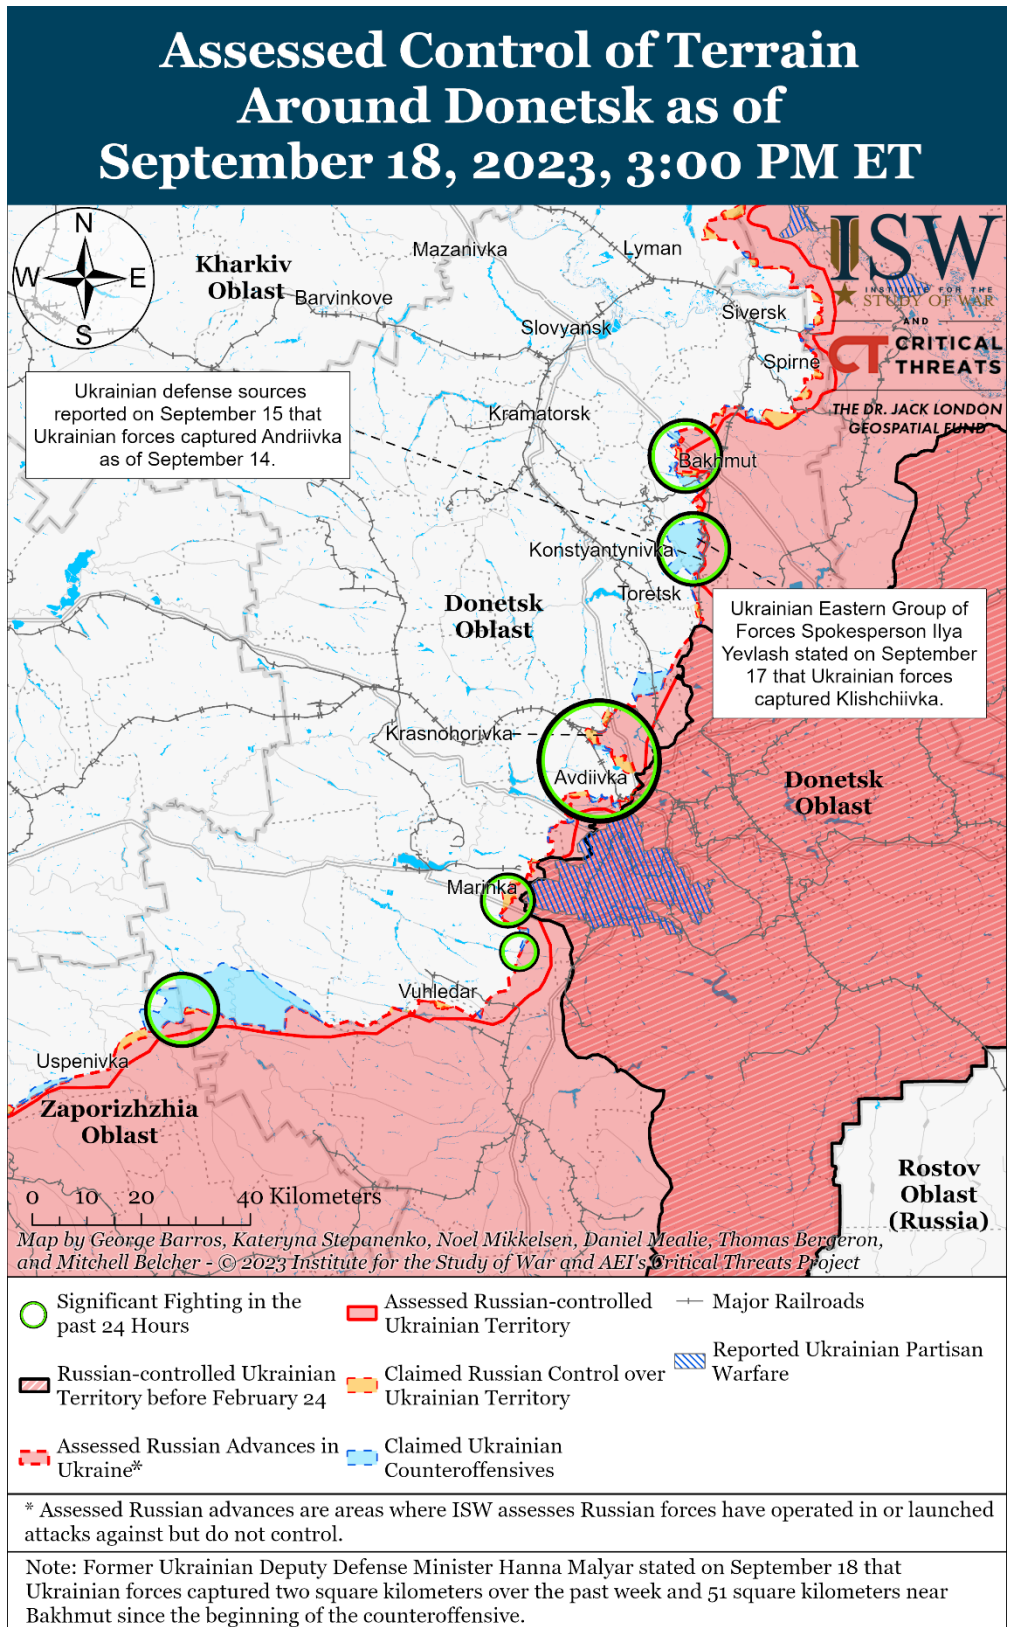 Assessed Control of Terrain
Around Donetsk as of
September 18, 2023, 3:00 PM ET
N
W
E
S
Kharkiv
Oblast
Mazanivka
Lyman
Barvinkove
Slovyansk
Siversk
Spirne
ISW
INSTITUTE FOR THE
STUDY OF WAR
AND
CT CRITICAL
THREATS
THE DR. JACK LONDON
GEOSPATIAL FUND
Ukrainian defense sources
reported on September 15 that
Ukrainian forces captured Andriivka
as of September 14.
Kramatorsk
Bakhmut
Konstyantynivka
Toretsk
Donetsk
Oblast
Ukrainian Eastern Group of
Forces Spokesperson Ilya
Yevlash stated on September
17 that Ukrainian forces
captured Klishchiivka.
Krasnohorivka
Avdiivka
Donetsk
Oblast
Marinka
Vuhledar
Uspenivka
Zaporizhzhia
Oblast
Rostov
Oblast
(Russia)
0 10 20 40 Kilometers
Map by George Barros, Kateryna Stepanenko, Noel Mikkelsen, Daniel Mealie, Thomas Bergeron,
and Mitchell Belcher - © 2023 Institute for the Study of War and AEI's Critical Threats Project
Significant Fighting in the
past 24 Hours
Russian-controlled Ukrainian
Territory before February 24
Assessed Russian Advances in
Ukraine*
Assessed Russian-controlled
Ukrainian Territory
Claimed Russian Control over
Ukrainian Territory
Claimed Ukrainian
Counteroffensives
Major Railroads
Reported Ukrainian Partisan
Warfare
* Assessed Russian advances are areas where ISW assesses Russian forces have operated in or launched
attacks against but do not control.
Note: Former Ukrainian Deputy Defense Minister Hanna Malyar stated on September 18 that
Ukrainian forces captured two square kilometers over the past week and 51 square kilometers near
Bakhmut since the beginning of the counteroffensive.